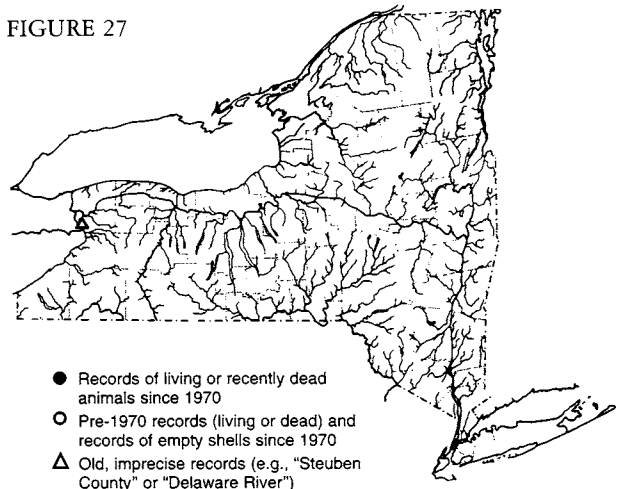 FIGURE 27
● Records of living or recently dead
animals since 1970
○ Pre-1970 records (living or dead) and
records of empty shells since 1970
△ Old, imprecise records (e.g., “Steuben
County” or “Delaware River”)